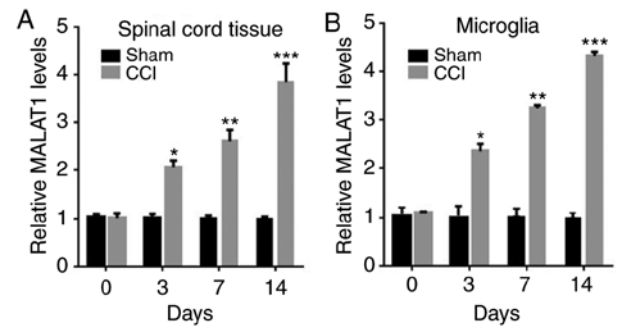 A
Spinal cord tissue
Relative MALAT1 levels
5
4
3
2
1
0
Sham
CCI
*
**
***
0 3 7 14
Days
B
Microglia
Relative MALAT1 levels
5
4
3
2
1
0
Sham
CCI
*
**
***
0 3 7 14
Days